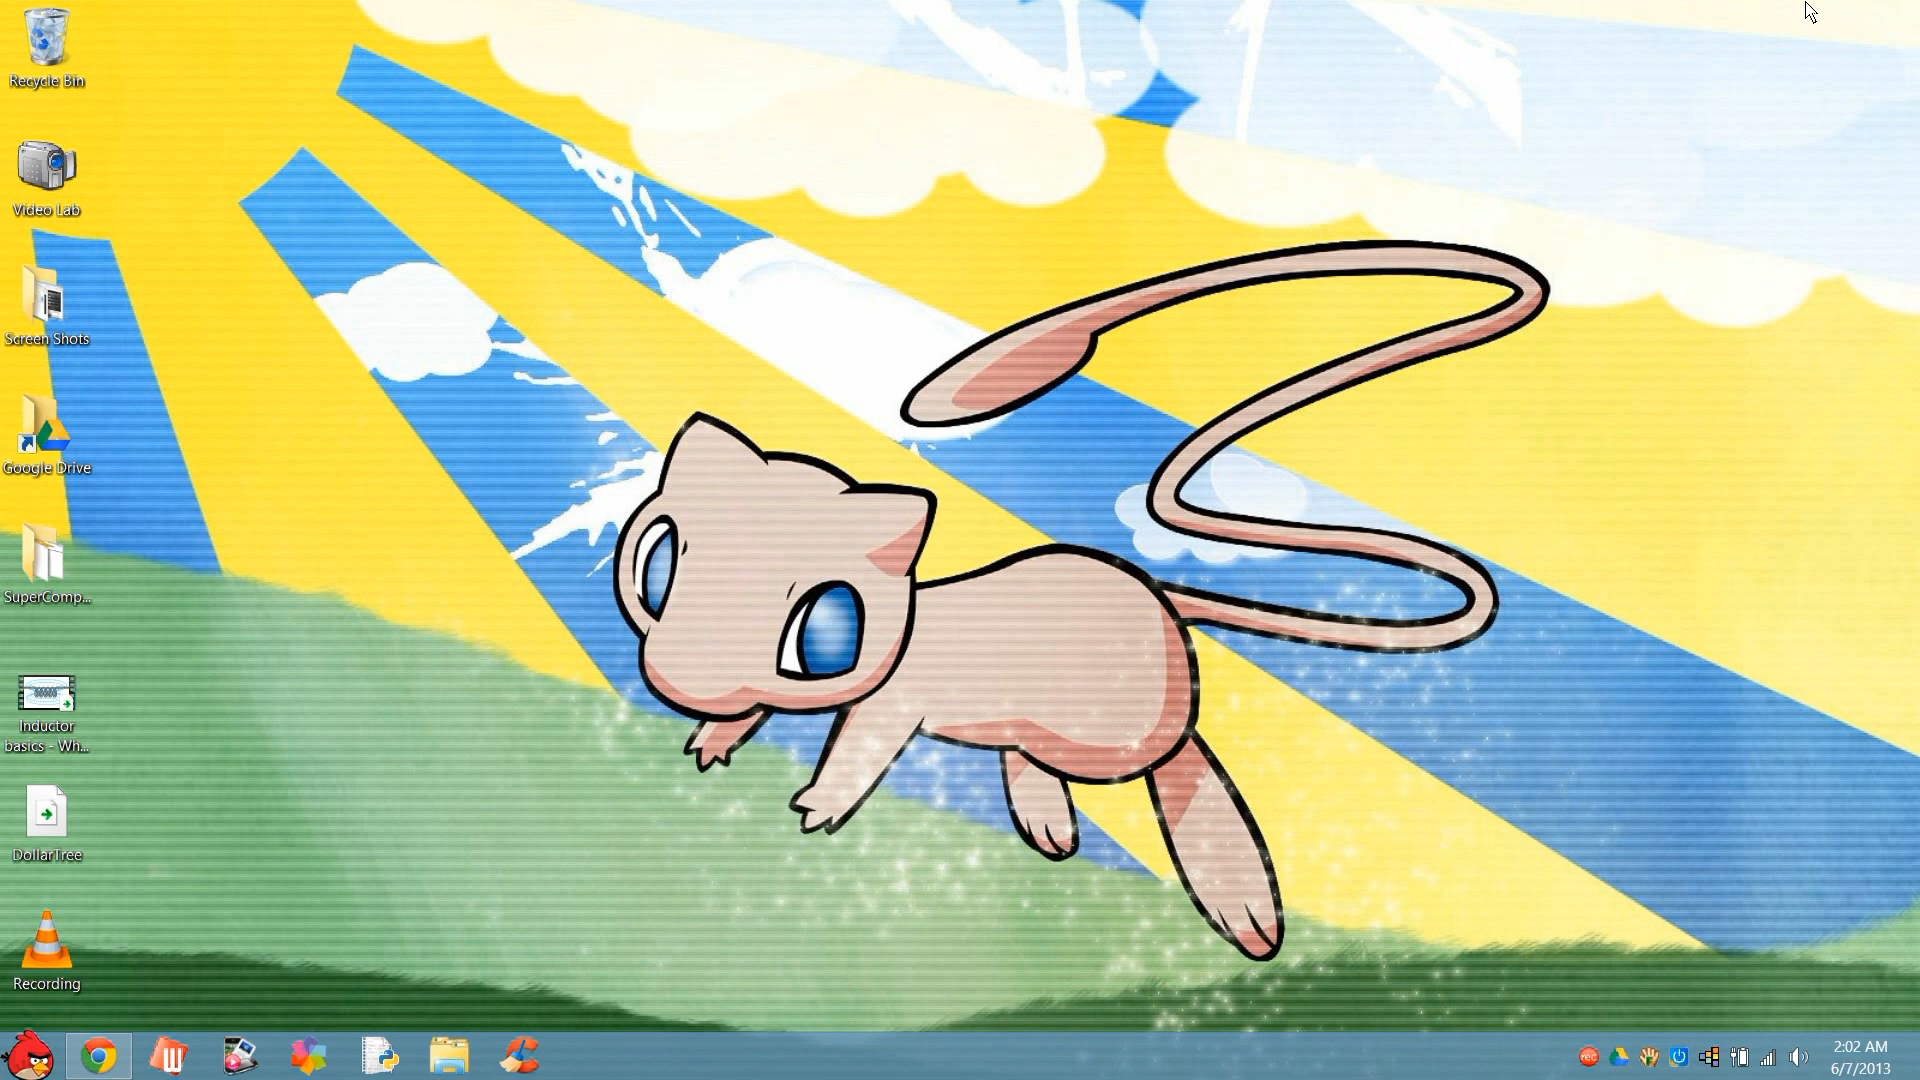 Recycle Bin
Video Lab
Screen Shots
Google Drive
SuperComp...
Inductor
basics - Wh...
DollarTree
Recording
rec
2:02 AM
6/7/2013